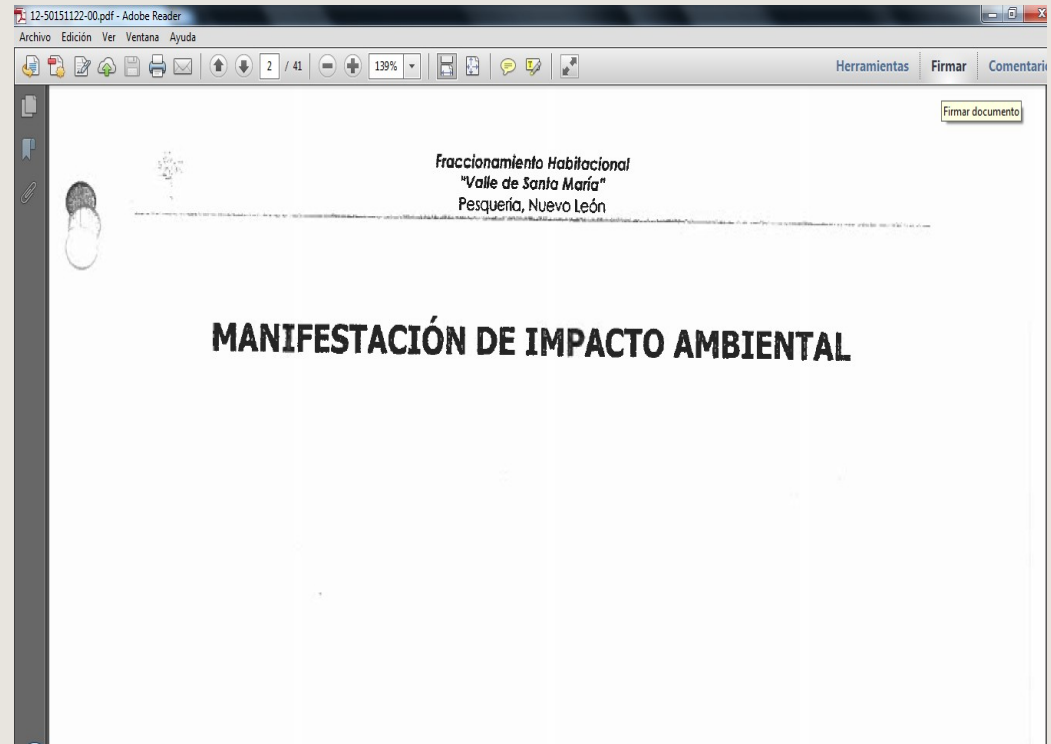 12-50151122-00.pdf - Adobe Reader
Archivo Edición Ver Ventana Ayuda
2 / 41 139% Herramientas Firmar Comentari
Firmar documento
Fraccionamiento Habitacional
"Valle de Santa María"
Pesquería, Nuevo León
MANIFESTACIÓN DE IMPACTO AMBIENTAL